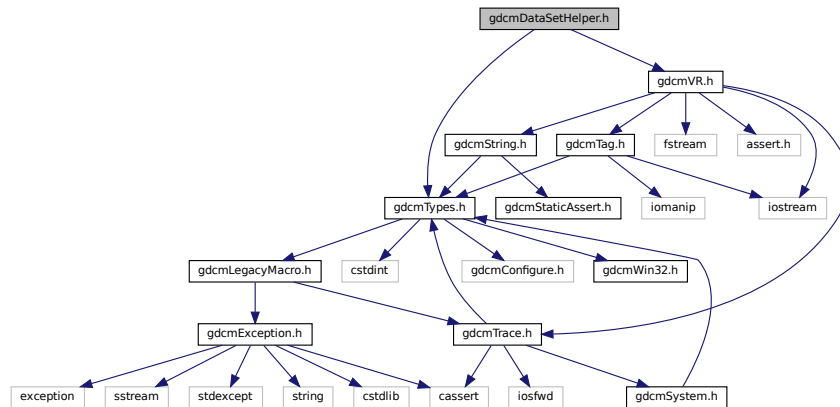 gdcmDataSetHelper.h
gdcmVR.h
gdcmString.h
gdcmTag.h
fstream
assert.h
gdcmTypes.h
gdcmStaticAssert.h
iomanip
iostream
gdcmLegacyMacro.h
cstdint
gdcmConfigure.h
gdcmWin32.h
gdcmException.h
gdcmTrace.h
exception
sstream
stdexcept
string
cstdlib
cassert
iosfwd
gdcmSystem.h